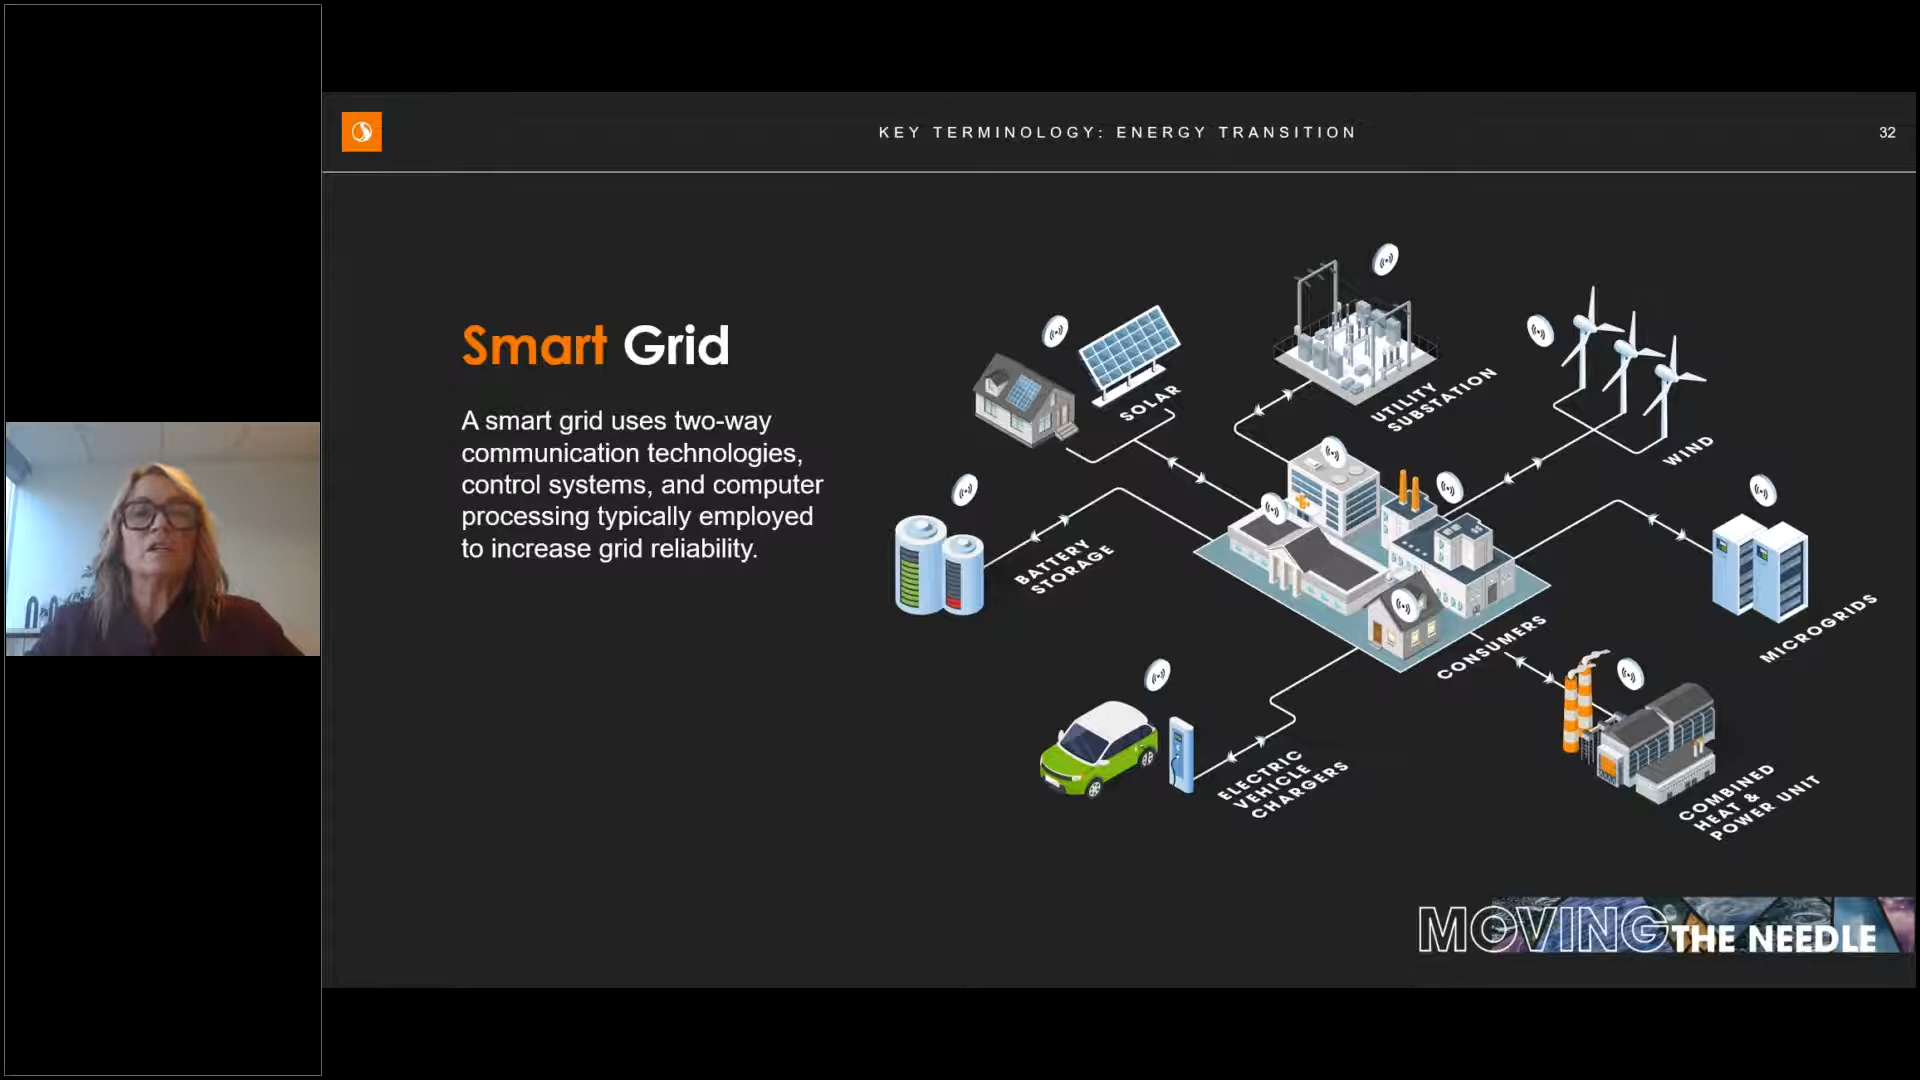 KEY TERMINOLOGY: ENERGY TRANSITION
32
Smart Grid
A smart grid uses two-way
communication technologies,
control systems, and computer
processing typically employed
to increase grid reliability.
SOLAR
UTILITY
SUBSTATION
WIND
BATTERY
STORAGE
MICROGRIDS
CONSUMERS
ELECTRIC
VEHICLE
CHARGERS
COMBINED
HEAT &
POWER UNIT
MOVING THE NEEDLE